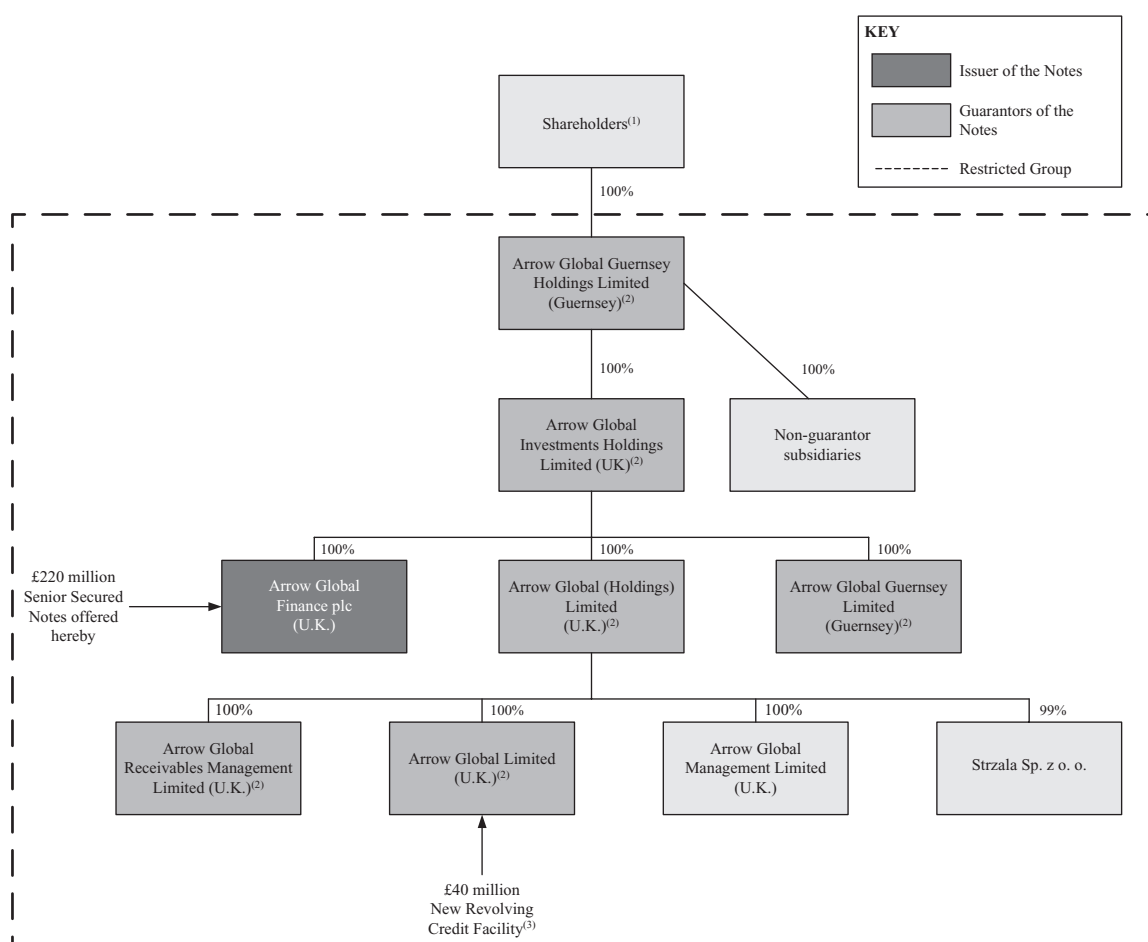 KEY
Issuer of the Notes
Guarantors of the
Notes
Restricted Group
Shareholders(1)
100%
Arrow Global Guernsey
Holdings Limited
(Guernsey)(2)
100%
100%
Arrow Global
Investments Holdings
Limited (UK)(2)
Non-guarantor
subsidiaries
100%
100%
100%
£220 million
Senior Secured
Notes offered
hereby
Arrow Global
Finance plc
(U.K.)
Arrow Global (Holdings)
Limited
(U.K.)(2)
Arrow Global Guernsey
Limited
(Guernsey)(2)
100%
100%
100%
99%
Arrow Global
Receivables Management
Limited (U.K.)(2)
Arrow Global Limited
(U.K.)(2)
Arrow Global
Management Limited
(U.K.)
Strzala Sp. z o. o.
£40 million
New Revolving
Credit Facility(3)